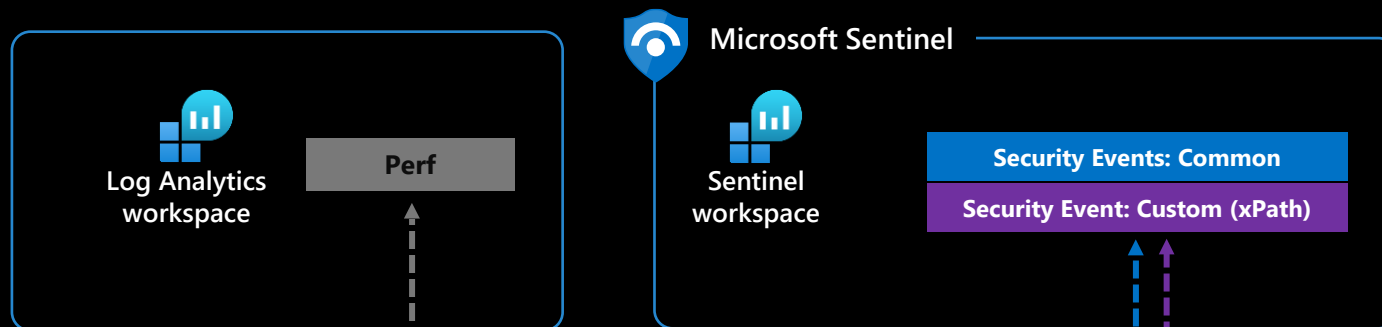 Microsoft Sentinel
Log Analytics
workspace
Perf
Sentinel
workspace
Security Events: Common
Security Event: Custom (xPath)